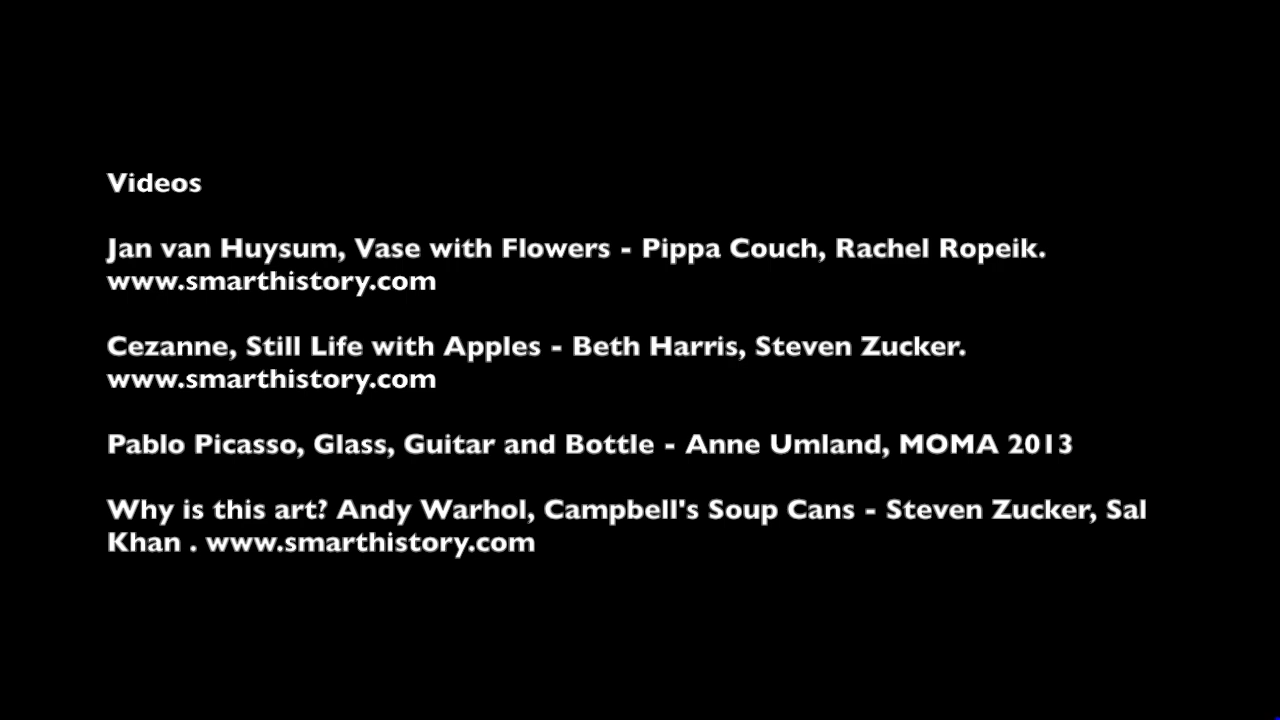 Videos
Jan van Huysum, Vase with Flowers - Pippa Couch, Rachel Ropeik.
www.smarthistory.com
Cezanne, Still Life with Apples - Beth Harris, Steven Zucker.
www.smarthistory.com
Pablo Picasso, Glass, Guitar and Bottle - Anne Umland, MOMA 2013
Why is this art? Andy Warhol, Campbell's Soup Cans - Steven Zucker, Sal
Khan . www.smarthistory.com